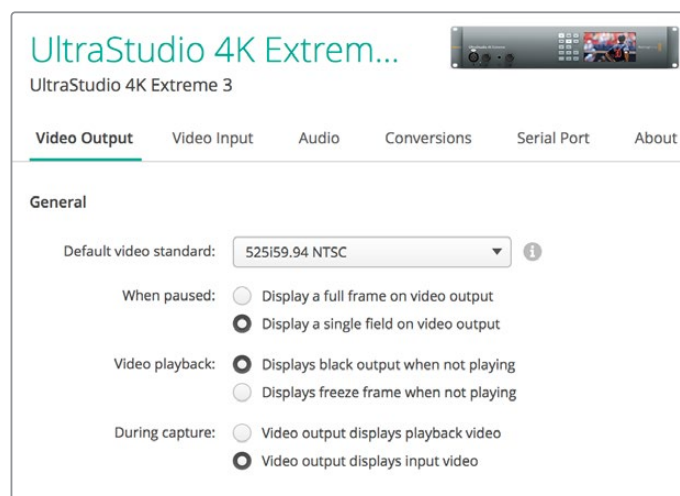 UltraStudio 4K Extrem...
UltraStudio 4K Extreme 3
Video Output Video Input Audio Conversions Serial Port About
General
Default video standard: 525i59.94 NTSC
When paused: Display a full frame on video output
Display a single field on video output
Video playback: Displays black output when not playing
Displays freeze frame when not playing
During capture: Video output displays playback video
Video output displays input video